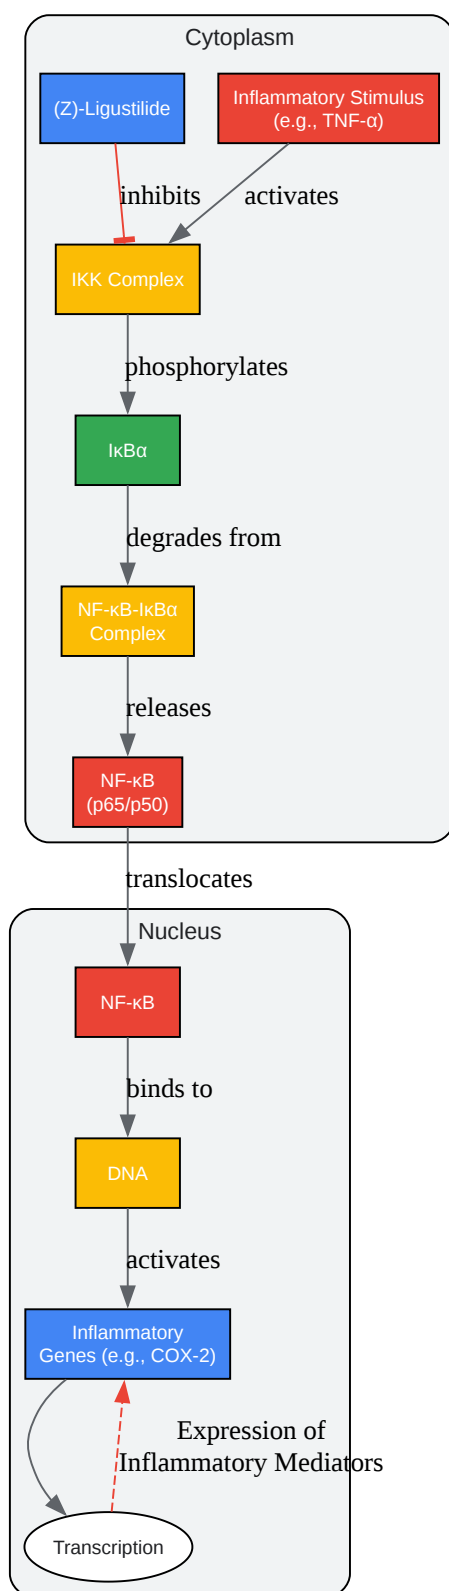 Cytoplasm
(Z)-Ligustilide
Inflammatory Stimulus
(e.g., TNF-α)
inhibits
activates
IKK Complex
phosphorylates
IκBα
degrades from
NF-κB-IκBα
Complex
releases
NF-κB
(p65/p50)
translocates
Nucleus
NF-κB
binds to
DNA
activates
Inflammatory
Genes (e.g., COX-2)
Expression of
Inflammatory Mediators
Transcription